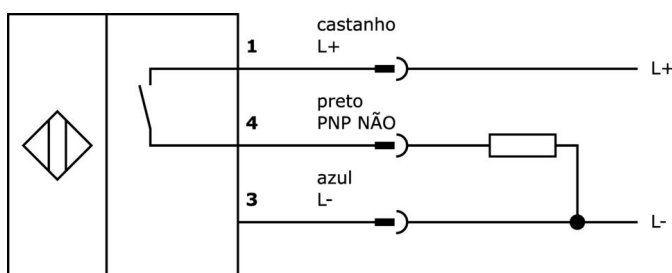 castanho
1 L+
L+
preto
4 PNP NÃO
azul
3 L-
L-